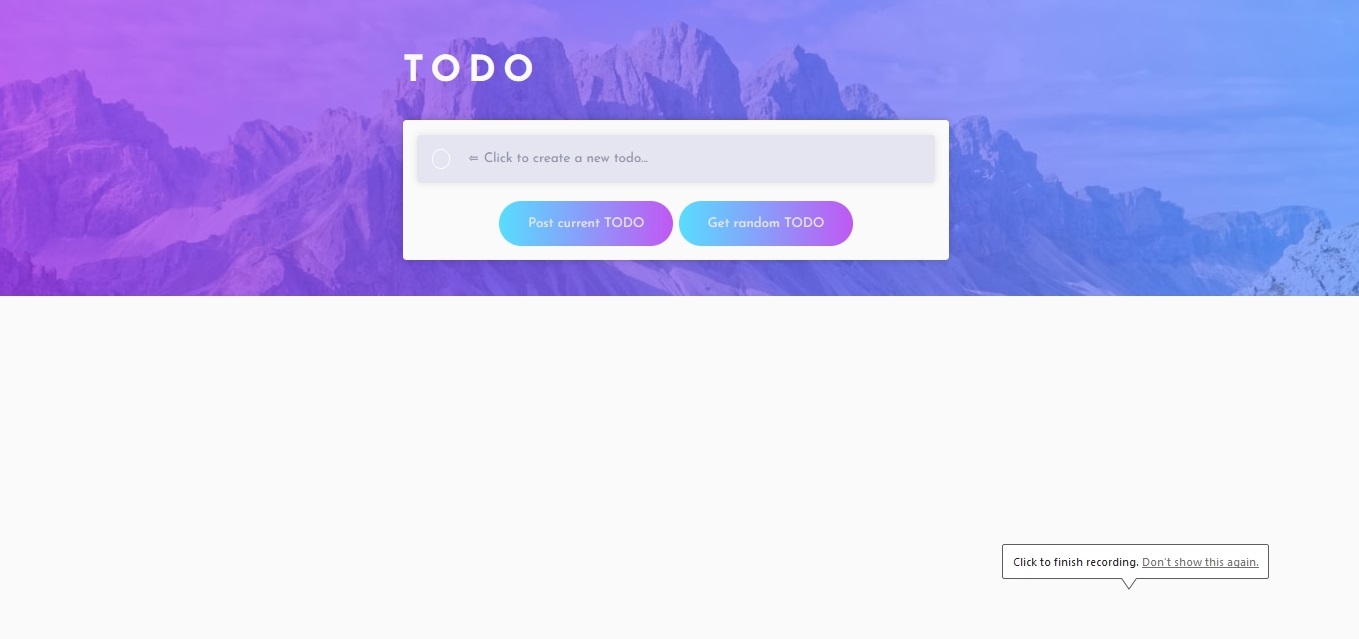 TODO
⇐ Click to create a new todo...
Post current TODO
Get random TODO
Click to finish recording. Don't show this again.